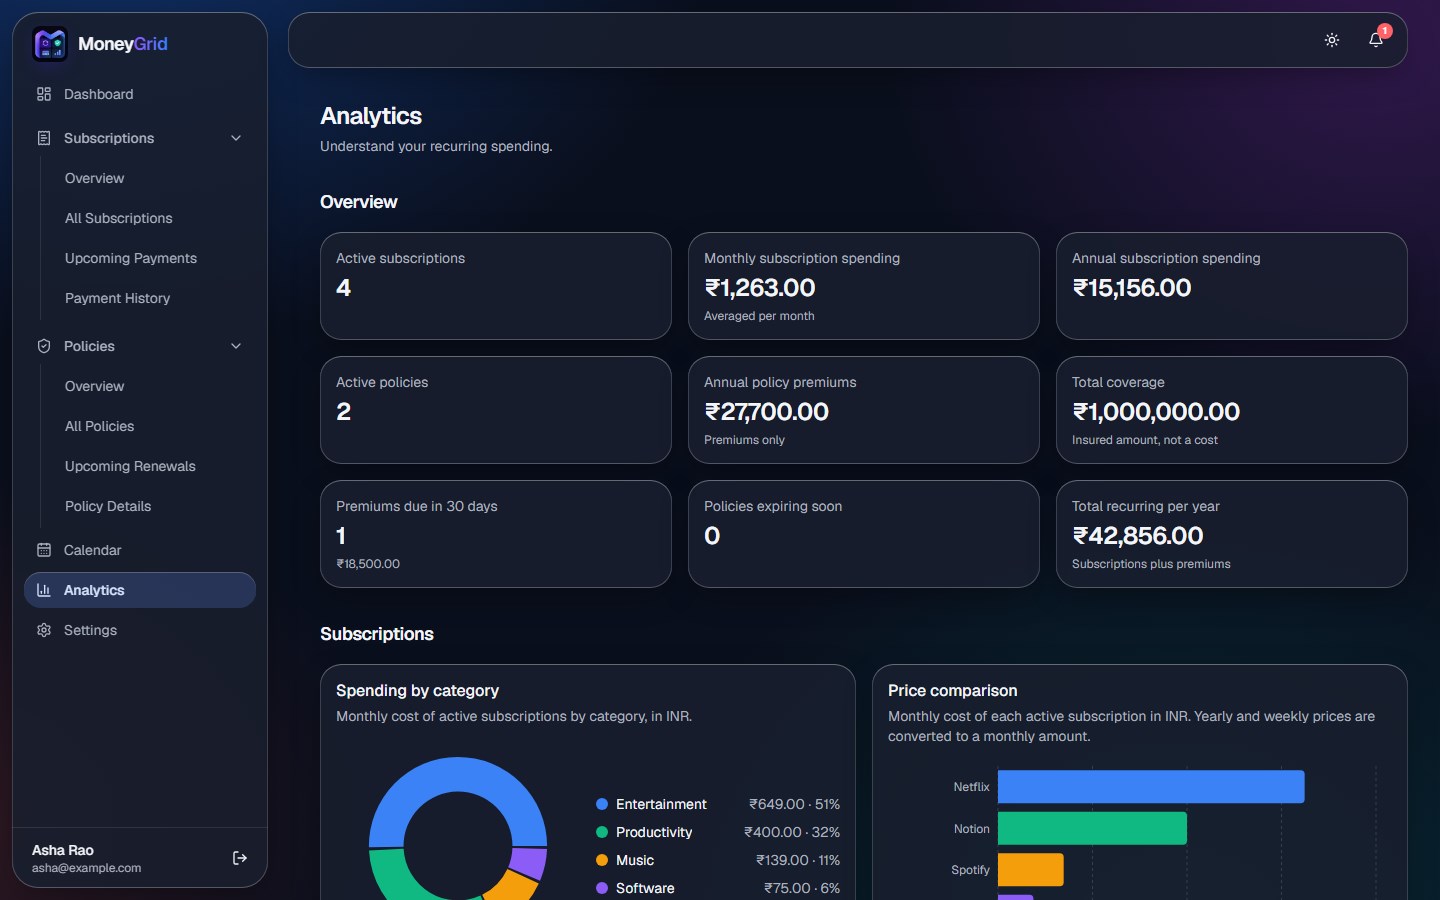 MoneyGrid
Dashboard
Subscriptions
Overview
All Subscriptions
Upcoming Payments
Payment History
Policies
Overview
All Policies
Upcoming Renewals
Policy Details
Calendar
Analytics
Settings
Asha Rao
asha@example.com
1
Analytics
Understand your recurring spending.
Overview
Active subscriptions
4
Monthly subscription spending
₹1,263.00
Averaged per month
Annual subscription spending
₹15,156.00
Active policies
2
Annual policy premiums
₹27,700.00
Premiums only
Total coverage
₹1,000,000.00
Insured amount, not a cost
Premiums due in 30 days
1
₹18,500.00
Policies expiring soon
0
Total recurring per year
₹42,856.00
Subscriptions plus premiums
Subscriptions
Spending by category
Monthly cost of active subscriptions by category, in INR.
Entertainment ₹649.00 · 51%
Productivity ₹400.00 · 32%
Music ₹139.00 · 11%
Software ₹75.00 · 6%
Price comparison
Monthly cost of each active subscription in INR. Yearly and weekly prices are
converted to a monthly amount.
Netflix
Notion
Spotify